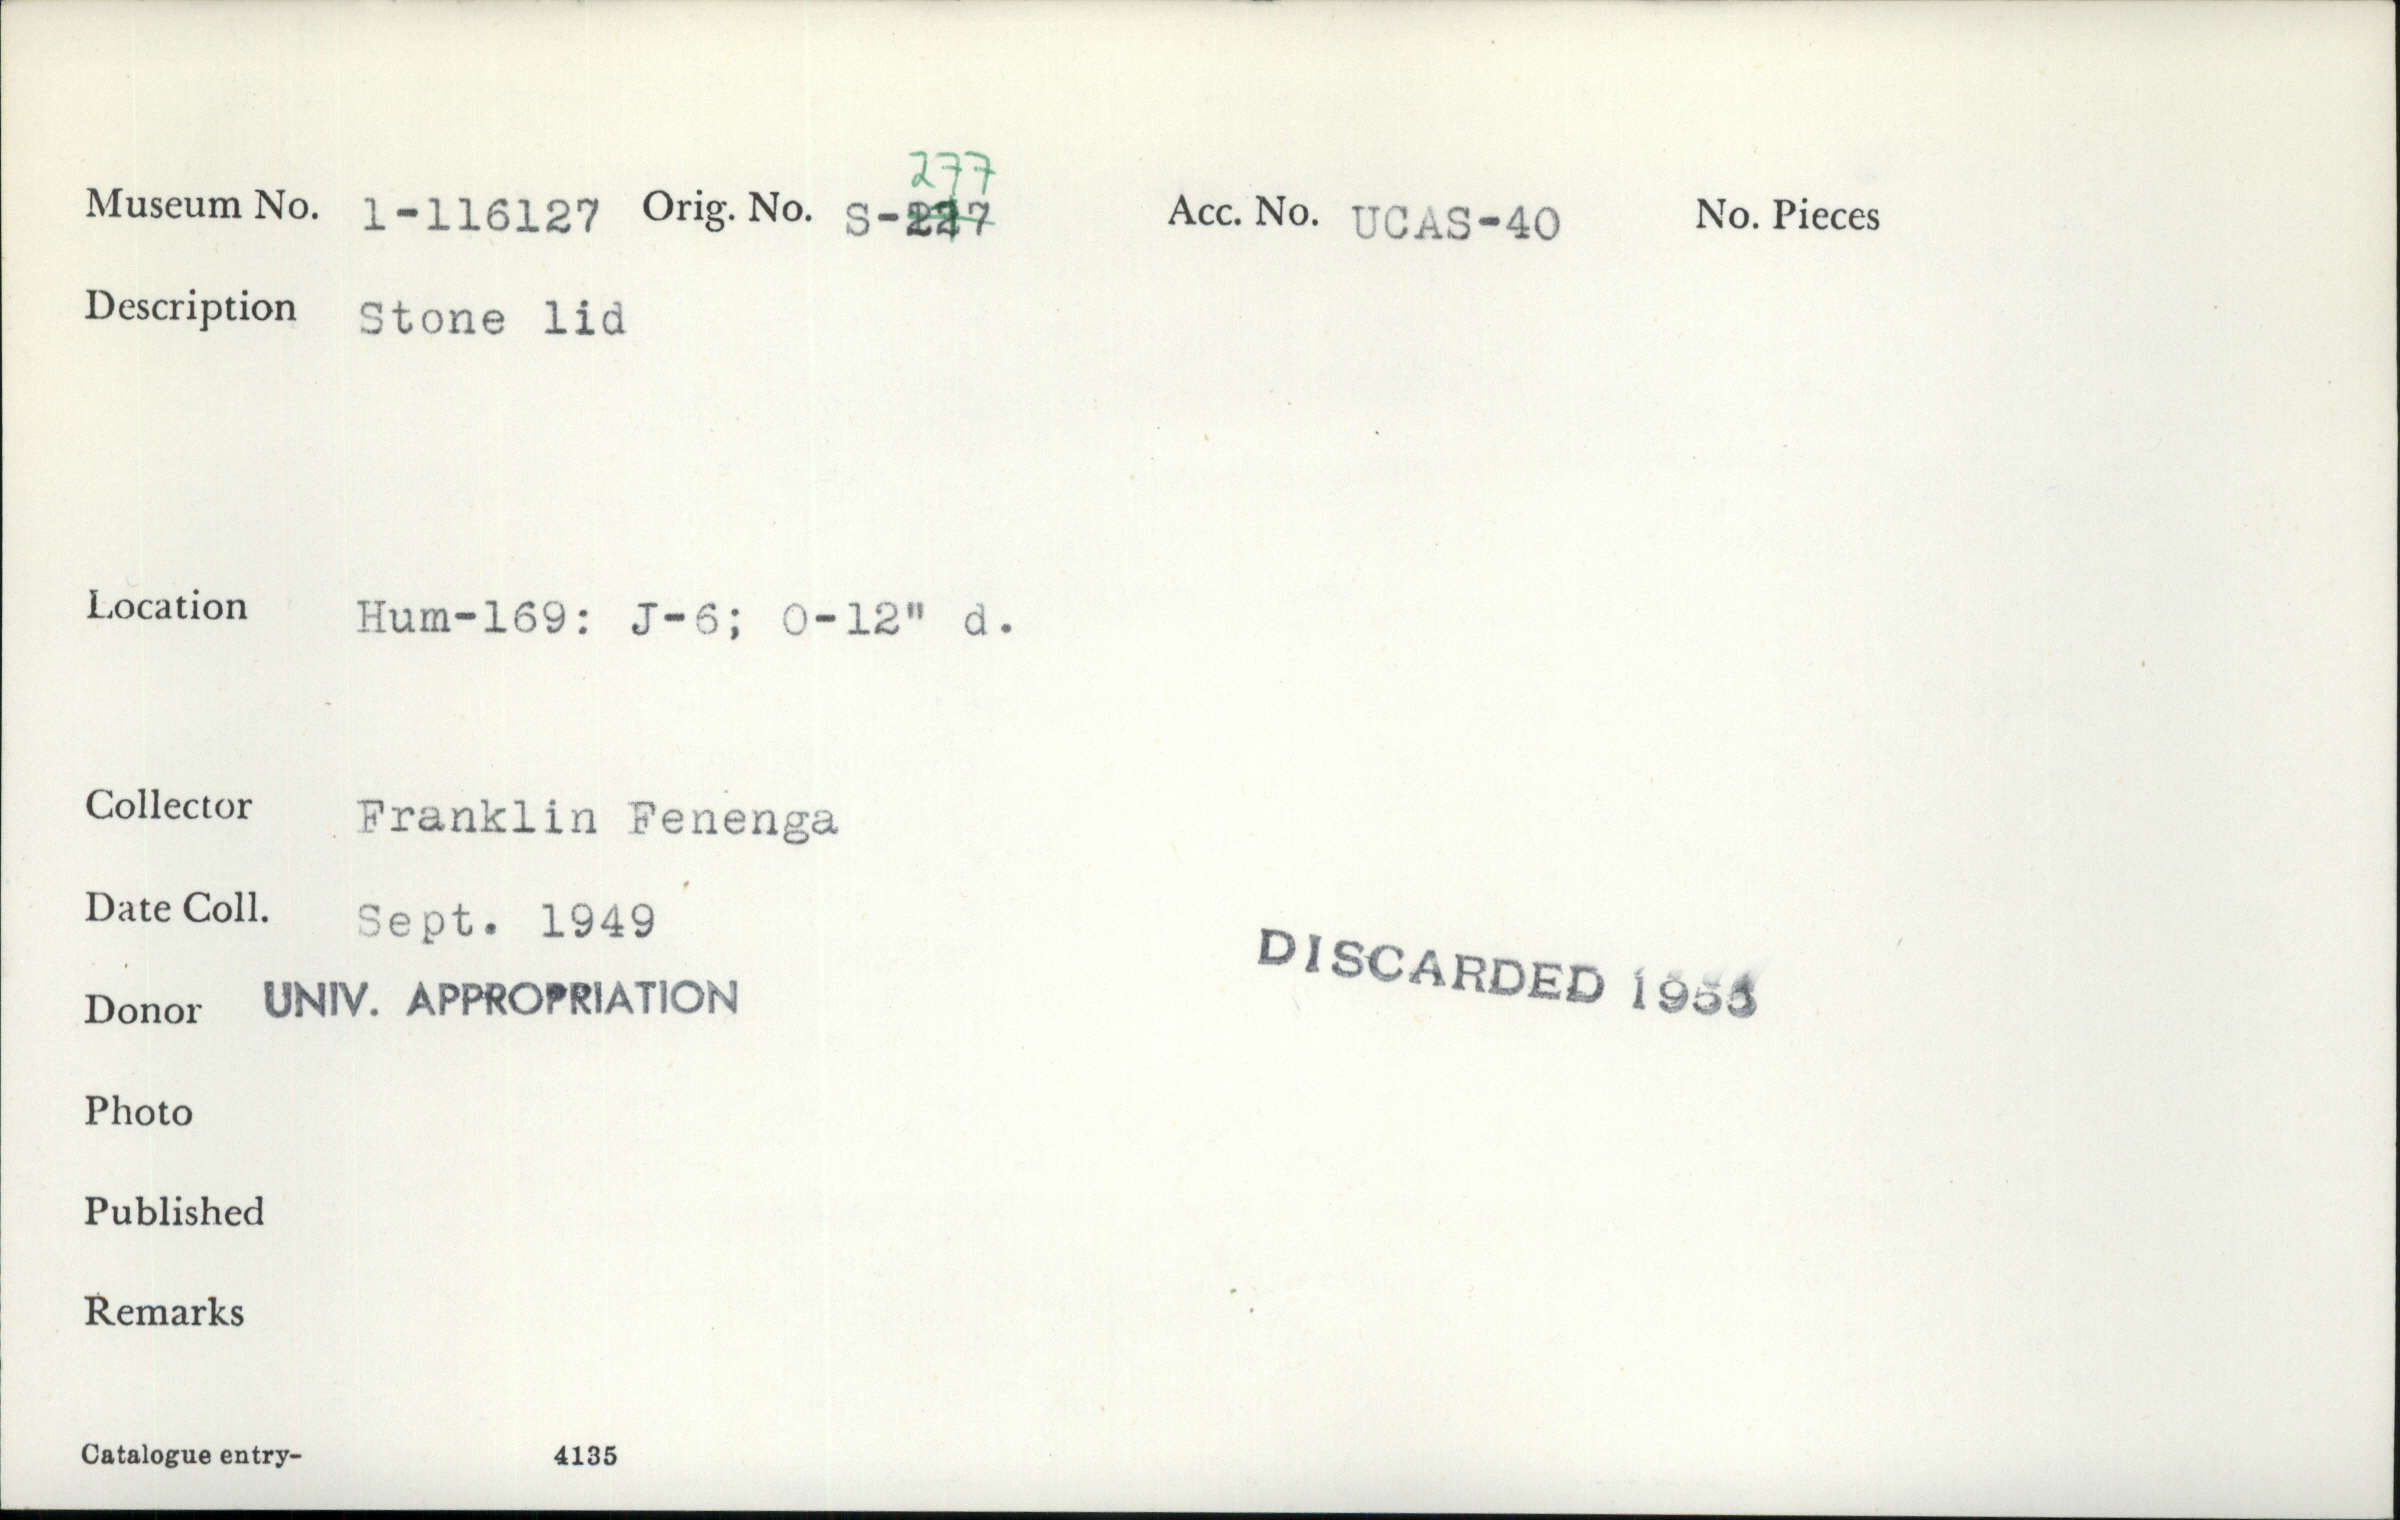 277
Museum No. 1-116127 Orig. No. S-227 Acc. No. UCAS-40 No. Pieces
Description Stone lid
Location Hum-169: J-6; 0-12" d.
Collector Franklin Fenenga
Date Coll. Sept. 1949
Donor UNIV. APPROPRIATION
DISCARDED
Photo
Published
Remarks
Catalogue entry- 4135